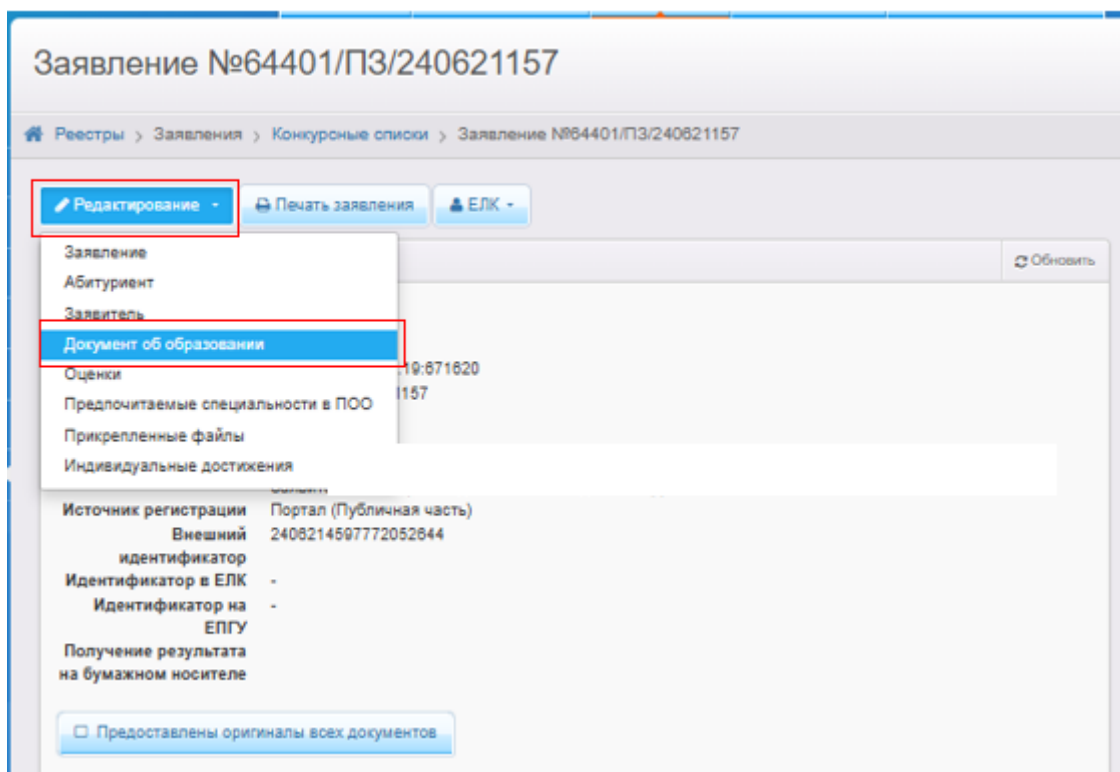 Заявление №64401/ПЗ/240621157
Реестры > Заявления > Конкурсные списки > Заявление №64401/ПЗ/240621157
Редактирование Печать заявления ЕЛК
Заявление
Обновить
Абитуриент
Заявитель
Документ об образовании
Оценки
19:671620
1157
Предпочитаемые специальности в ПОО
Прикрепленные файлы
Индивидуальные достижения
Источник регистрации Портал (Публичная часть)
Внешний 2406214597772052644
идентификатор
Идентификатор в ЕЛК -
Идентификатор на -
ЕПГУ
Получение результата
на бумажном носителе
Предоставлены оригиналы всех документов